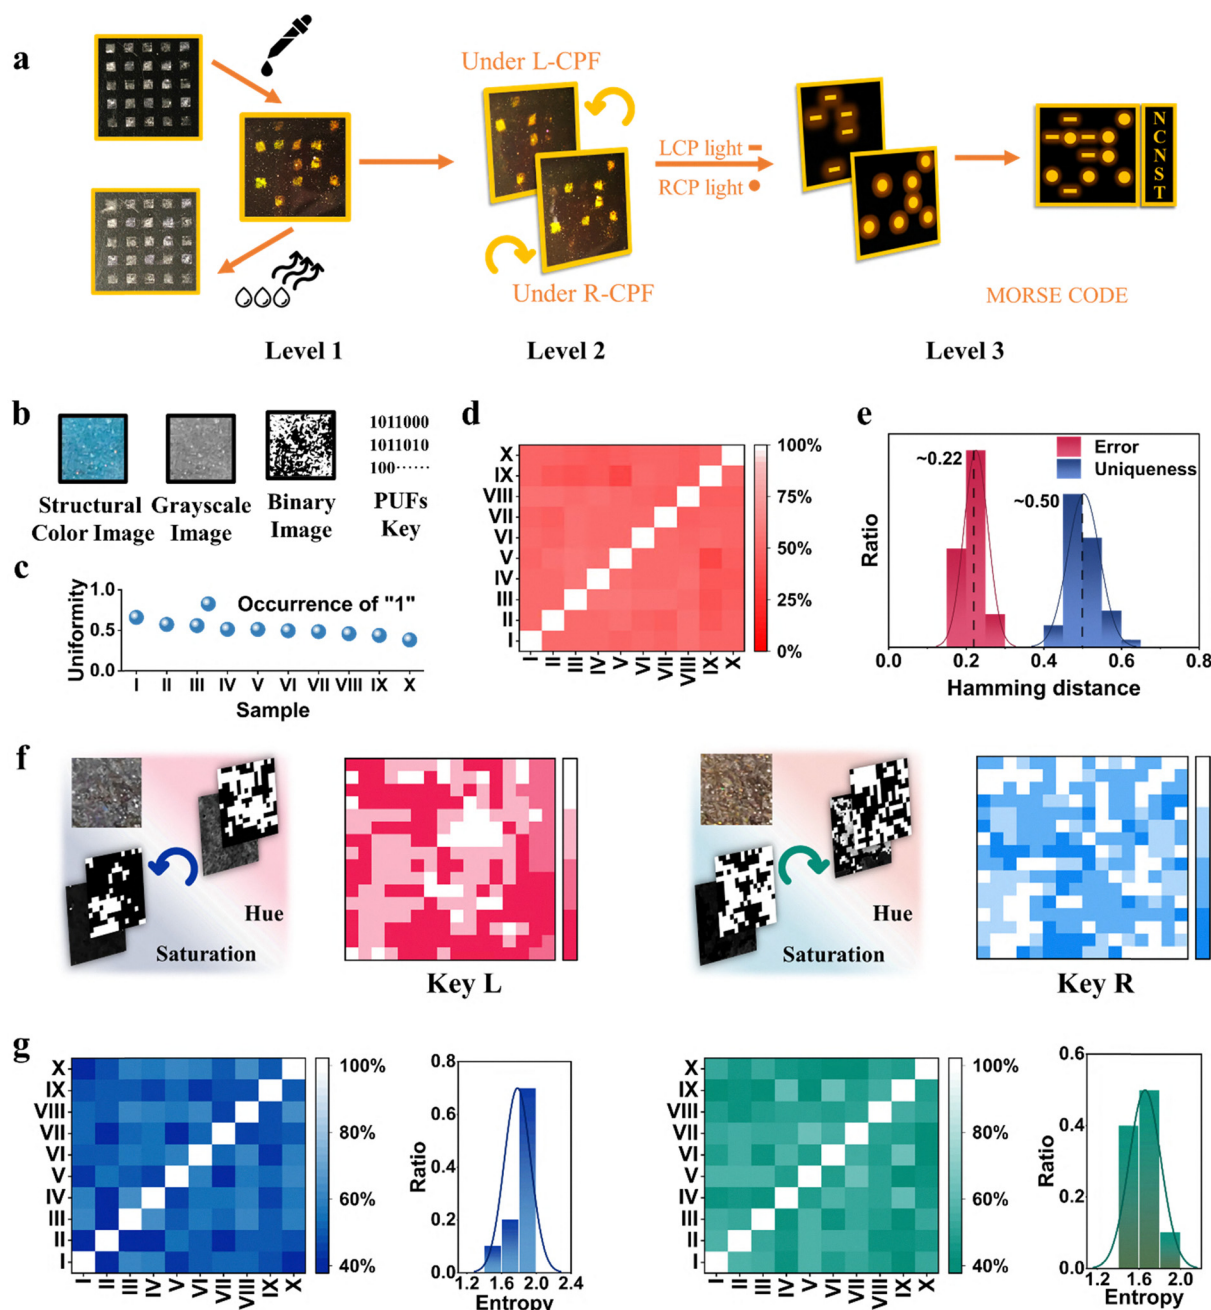 a
Under L-CPF
Under R-CPF
LCP light
RCP light
N
C
N
S
T
MORSE CODE
Level 1
Level 2
Level 3
b
1011000
1011010
100······
Structural
Color Image
Grayscale
Image
Binary
Image
PUFs
Key
c
Uniformity
1.0
0.5
0.0
Occurrence of "1"
I II III IV V VI VII VIII IX X
Sample
d
X
IX
VIII
VII
VI
V
IV
III
II
I
I II III IV V VI VII VIII IX X
100%
75%
50%
25%
0%
e
Ratio
~0.22
~0.50
Error
Uniqueness
0.0 0.2 0.4 0.6 0.8
Hamming distance
f
Hue
Saturation
Key L
Hue
Saturation
Key R
g
X
IX
VIII
VII
VI
V
IV
III
II
I
I II III IV V VI VII VIII IX X
100%
80%
60%
40%
Ratio
0.8
0.6
0.4
0.2
0.0
1.2 1.6 2.0 2.4
Entropy
X
IX
VIII
VII
VI
V
IV
III
II
I
I II III IV V VI VII VIII IX X
100%
80%
60%
40%
Ratio
0.6
0.4
0.2
0.0
1.2 1.6 2.0
Entropy